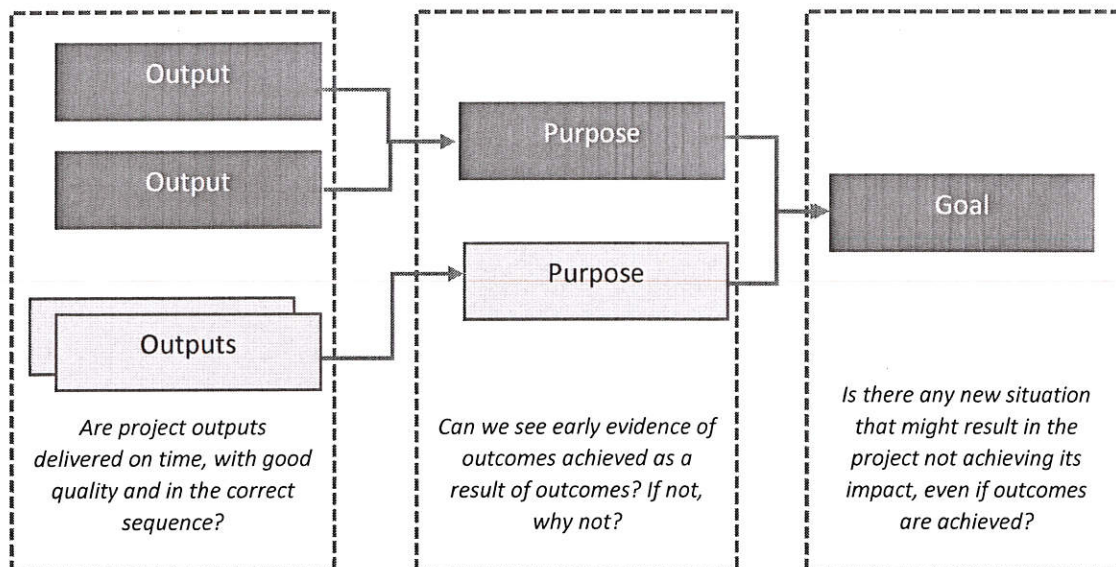 Output
Output
Outputs
Are project outputs
delivered on time, with good
quality and in the correct
sequence?
Purpose
Purpose
Can we see early evidence of
outcomes achieved as a
result of outcomes? If not,
why not?
Goal
Is there any new situation
that might result in the
project not achieving its
impact, even if outcomes
are achieved?